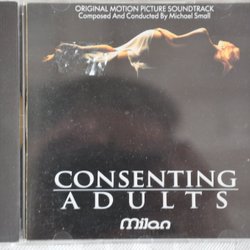 ORIGINAL MOTION PICTURE SOUNDTRACK
Composed And Conducted By Michael Small
CONSENTING
ADULTS
milan